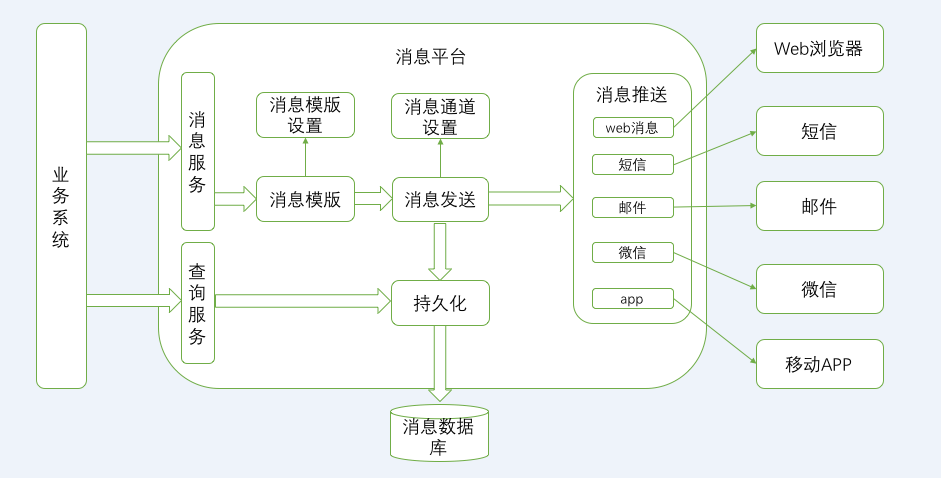 业务系统
消息平台
消息服务
查询服务
消息模版
设置
消息通道
设置
消息模版
消息发送
持久化
消息数据
库
消息推送
web消息
短信
邮件
微信
app
Web浏览器
短信
邮件
微信
移动APP